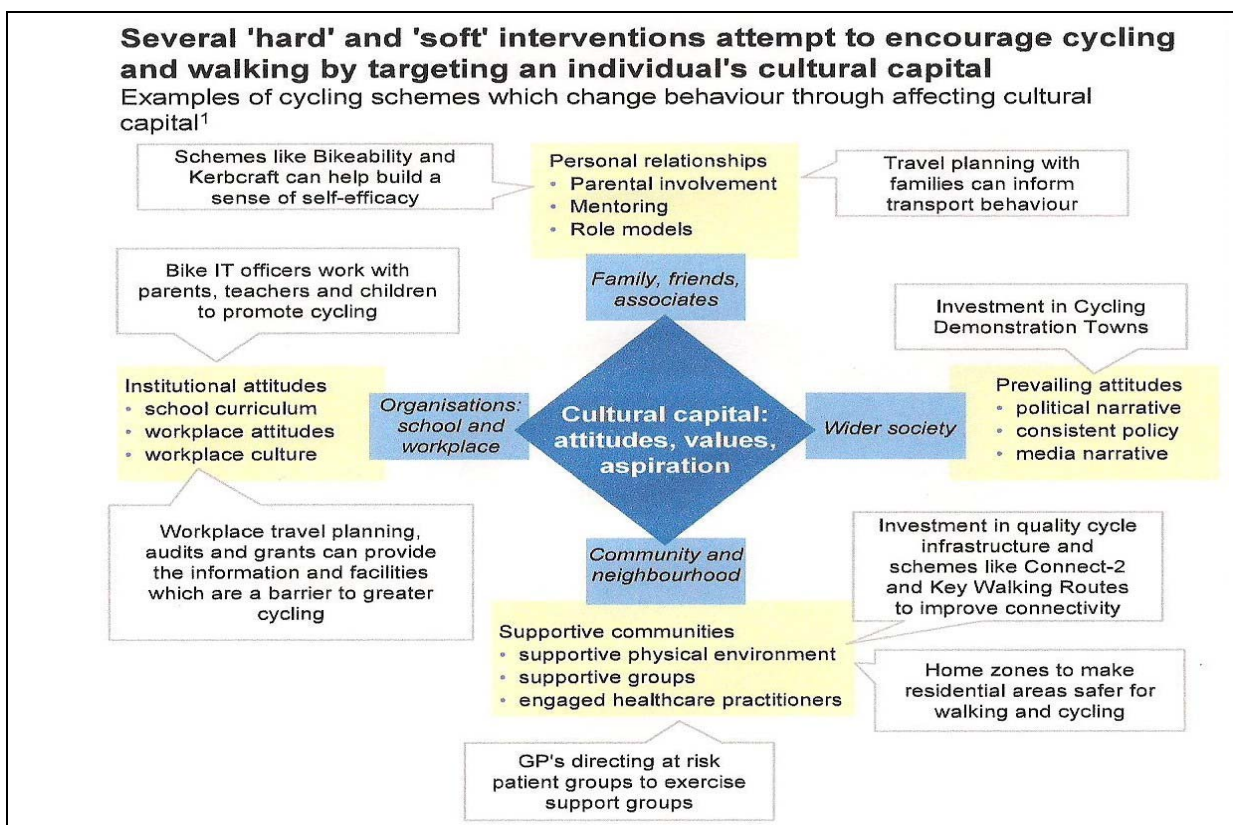 Several 'hard' and 'soft' interventions attempt to encourage cycling
and walking by targeting an individual's cultural capital
Examples of cycling schemes which change behaviour through affecting cultural
capital¹
Schemes like Bikeability and
Kerbcraft can help build a
sense of self-efficacy
Personal relationships
• Parental involvement
• Mentoring
• Role models
Travel planning with
families can inform
transport behaviour
Bike IT officers work with
parents, teachers and children
to promote cycling
Family, friends,
associates
Investment in Cycling
Demonstration Towns
Institutional attitudes
• school curriculum
• workplace attitudes
• workplace culture
Organisations:
school and
workplace
Cultural capital:
attitudes, values,
aspiration
Wider society
Prevailing attitudes
• political narrative
• consistent policy
• media narrative
Workplace travel planning,
audits and grants can provide
the information and facilities
which are a barrier to greater
cycling
Community and
neighbourhood
Investment in quality cycle
infrastructure and
schemes like Connect-2
and Key Walking Routes
to improve connectivity
Supportive communities
• supportive physical environment
• supportive groups
• engaged healthcare practitioners
Home zones to make
residential areas safer for
walking and cycling
GP's directing at risk
patient groups to exercise
support groups